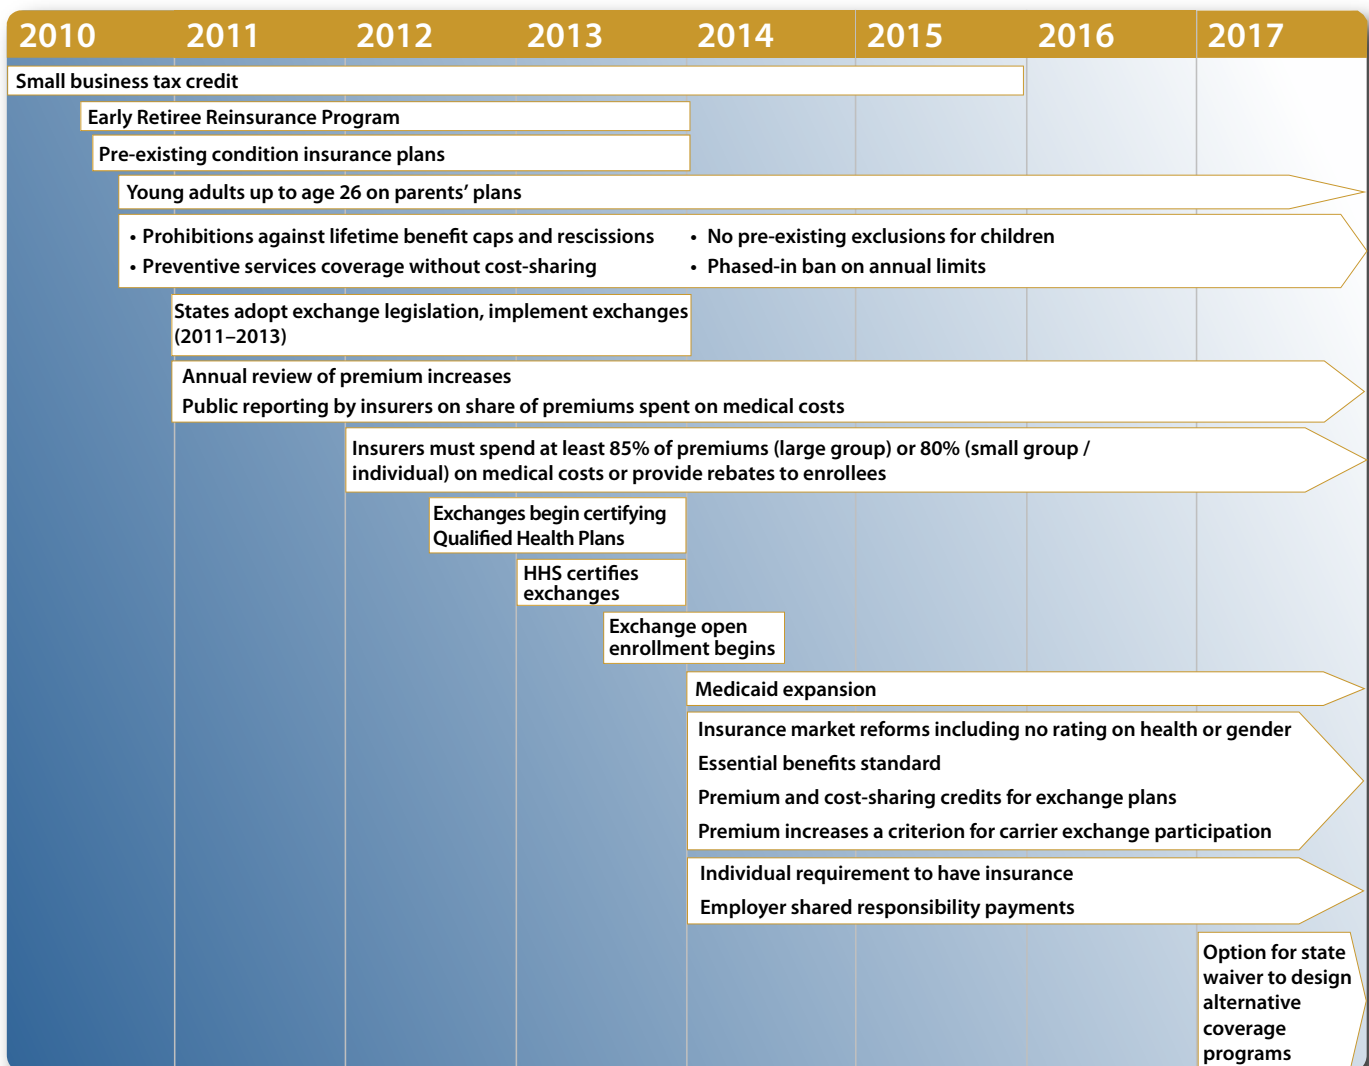 2010 2011 2012 2013 2014 2015 2016 2017
Small business tax credit
Early Retiree Reinsurance Program
Pre-existing condition insurance plans
Young adults up to age 26 on parents’ plans
• Prohibitions against lifetime benefit caps and rescissions
• Preventive services coverage without cost-sharing
• No pre-existing exclusions for children
• Phased-in ban on annual limits
States adopt exchange legislation, implement exchanges
(2011–2013)
Annual review of premium increases
Public reporting by insurers on share of premiums spent on medical costs
Insurers must spend at least 85% of premiums (large group) or 80% (small group /
individual) on medical costs or provide rebates to enrollees
Exchanges begin certifying
Qualified Health Plans
HHS certifies
exchanges
Exchange open
enrollment begins
Medicaid expansion
Insurance market reforms including no rating on health or gender
Essential benefits standard
Premium and cost-sharing credits for exchange plans
Premium increases a criterion for carrier exchange participation
Individual requirement to have insurance
Employer shared responsibility payments
Option for state
waiver to design
alternative
coverage
programs